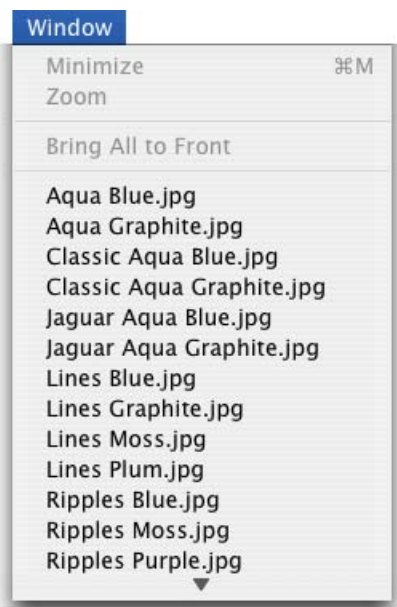 Window
Minimize ⌘M
Zoom
Bring All to Front
Aqua Blue.jpg
Aqua Graphite.jpg
Classic Aqua Blue.jpg
Classic Aqua Graphite.jpg
Jaguar Aqua Blue.jpg
Jaguar Aqua Graphite.jpg
Lines Blue.jpg
Lines Graphite.jpg
Lines Moss.jpg
Lines Plum.jpg
Ripples Blue.jpg
Ripples Moss.jpg
Ripples Purple.jpg